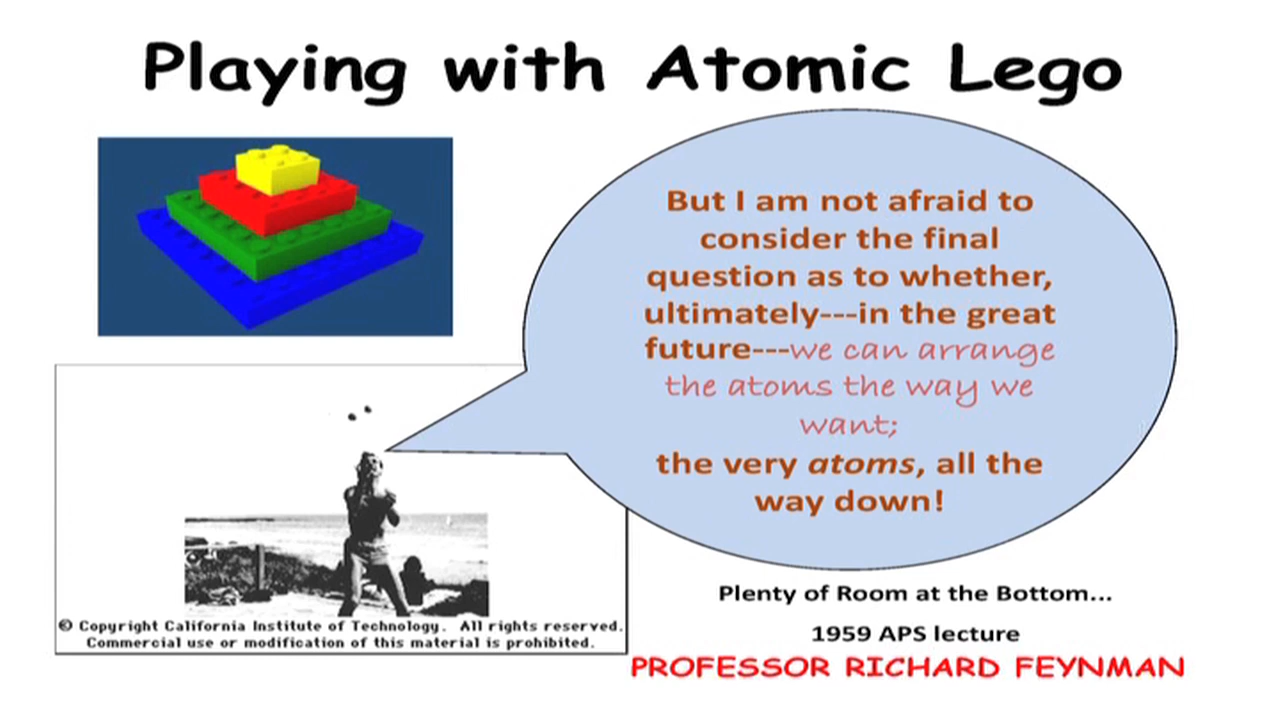 Playing with Atomic Lego
But I am not afraid to
consider the final
question as to whether,
ultimately---in the great
future---we can arrange
the atoms the way we
want;
the very atoms, all the
way down!
© Copyright California Institute of Technology. All rights reserved.
Commercial use or modification of this material is prohibited.
Plenty of Room at the Bottom...
1959 APS lecture
PROFESSOR RICHARD FEYNMAN